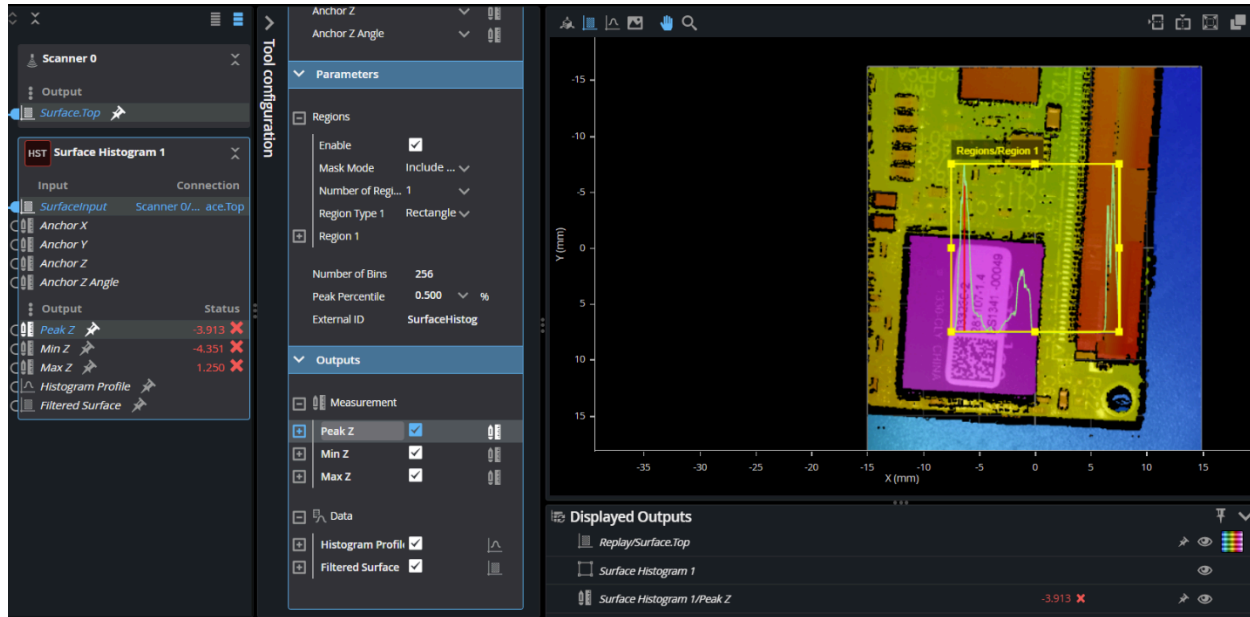 Scanner 0
Output
Surface.Top
HST Surface Histogram 1
Input Connection
SurfaceInput Scanner 0/... ace.Top
Anchor X
Anchor Y
Anchor Z
Anchor Z Angle
Output Status
Peak Z -3.913
Min Z -4.351
Max Z 1.250
Histogram Profile
Filtered Surface
Tool configuration
Anchor Z
Anchor Z Angle
Parameters
Regions
Enable
Mask Mode Include ...
Number of Regi... 1
Region Type 1 Rectangle
Region 1
Number of Bins 256
Peak Percentile 0.500 %
External ID SurfaceHistog
Outputs
Measurement
Peak Z
Min Z
Max Z
Data
Histogram Profil
Filtered Surface
Y (mm)
-15
-10
-5
0
5
10
15
Regions/Region 1
-35 -30 -25 -20 -15 -10 -5 0 5 10 15
X (mm)
Displayed Outputs
Replay/Surface.Top
Surface Histogram 1
Surface Histogram 1/Peak Z -3.913